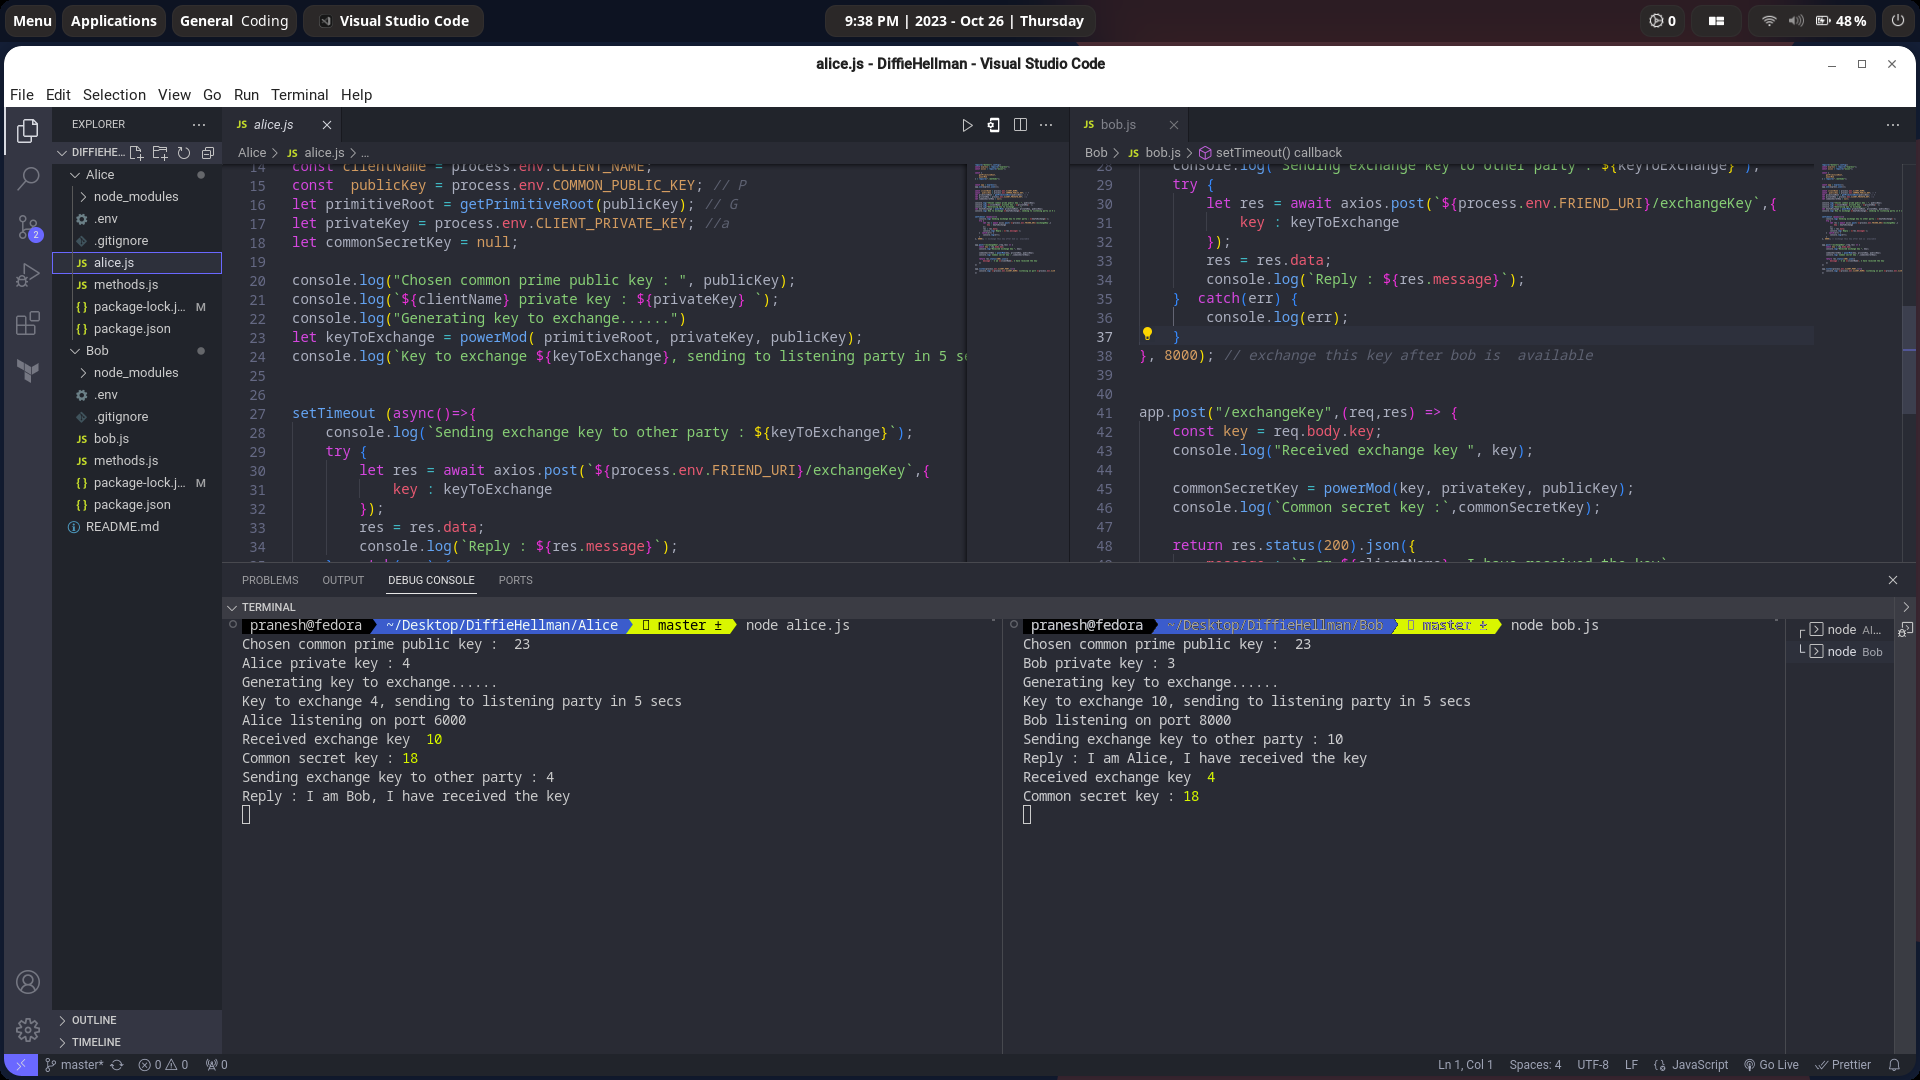 Menu Applications General Coding Visual Studio Code 9:38 PM | 2023 - Oct 26 | Thursday 0 48%
alice.js - DiffieHellman - Visual Studio Code
File Edit Selection View Go Run Terminal Help
EXPLORER
DIFFIEHE...
Alice
node_modules
.env
.gitignore
alice.js
methods.js
package-lock.j... M
package.json
Bob
node_modules
.env
.gitignore
bob.js
methods.js
package-lock.j... M
package.json
README.md
OUTLINE
TIMELINE
2
JS alice.js
Alice > JS alice.js > ...
14 const clientName = process.env.CLIENT_NAME;
15 const  publicKey = process.env.COMMON_PUBLIC_KEY; // P
16 let primitiveRoot = getPrimitiveRoot(publicKey); // G
17 let privateKey = process.env.CLIENT_PRIVATE_KEY; //a
18 let commonSecretKey = null;
19
20 console.log("Chosen common prime public key : ", publicKey);
21 console.log(`${clientName} private key : ${privateKey} `);
22 console.log("Generating key to exchange......")
23 let keyToExchange = powerMod( primitiveRoot, privateKey, publicKey);
24 console.log(`Key to exchange ${keyToExchange}, sending to listening party in 5 se
25
26
27 setTimeout (async()=>{
28     console.log(`Sending exchange key to other party : ${keyToExchange}`);
29     try {
30         let res = await axios.post(`${process.env.FRIEND_URI}/exchangeKey`,{
31             key : keyToExchange
32         });
33         res = res.data;
34         console.log(`Reply : ${res.message}`);
JS bob.js
Bob > JS bob.js > setTimeout() callback
28     console.log(`Sending exchange key to other party : ${keyToExchange}`);
29     try {
30         let res = await axios.post(`${process.env.FRIEND_URI}/exchangeKey`,{
31             key : keyToExchange
32         });
33         res = res.data;
34         console.log(`Reply : ${res.message}`);
35     }  catch(err) {
36         console.log(err);
37     }
38 }, 8000); // exchange this key after bob is  available
39
40
41 app.post("/exchangeKey",(req,res) => {
42     const key = req.body.key;
43     console.log("Received exchange key ", key);
44
45     commonSecretKey = powerMod(key, privateKey, publicKey);
46     console.log(`Common secret key :`,commonSecretKey);
47
48     return res.status(200).json({
49         message : `I am ${clientName}, I have received the key`
PROBLEMS OUTPUT DEBUG CONSOLE PORTS
TERMINAL
pranesh@fedora ~/Desktop/DiffieHellman/Alice master ± node alice.js
Chosen common prime public key :  23
Alice private key : 4
Generating key to exchange......
Key to exchange 4, sending to listening party in 5 secs
Alice listening on port 6000
Received exchange key  10
Common secret key : 18
Sending exchange key to other party : 4
Reply : I am Bob, I have received the key
pranesh@fedora ~/Desktop/DiffieHellman/Bob master ± node bob.js
Chosen common prime public key :  23
Bob private key : 3
Generating key to exchange......
Key to exchange 10, sending to listening party in 5 secs
Bob listening on port 8000
Sending exchange key to other party : 10
Reply : I am Alice, I have received the key
Received exchange key  4
Common secret key : 18
node Al...
node Bob
master* 0 0 0 Ln 1, Col 1 Spaces: 4 UTF-8 LF {} JavaScript Go Live Prettier